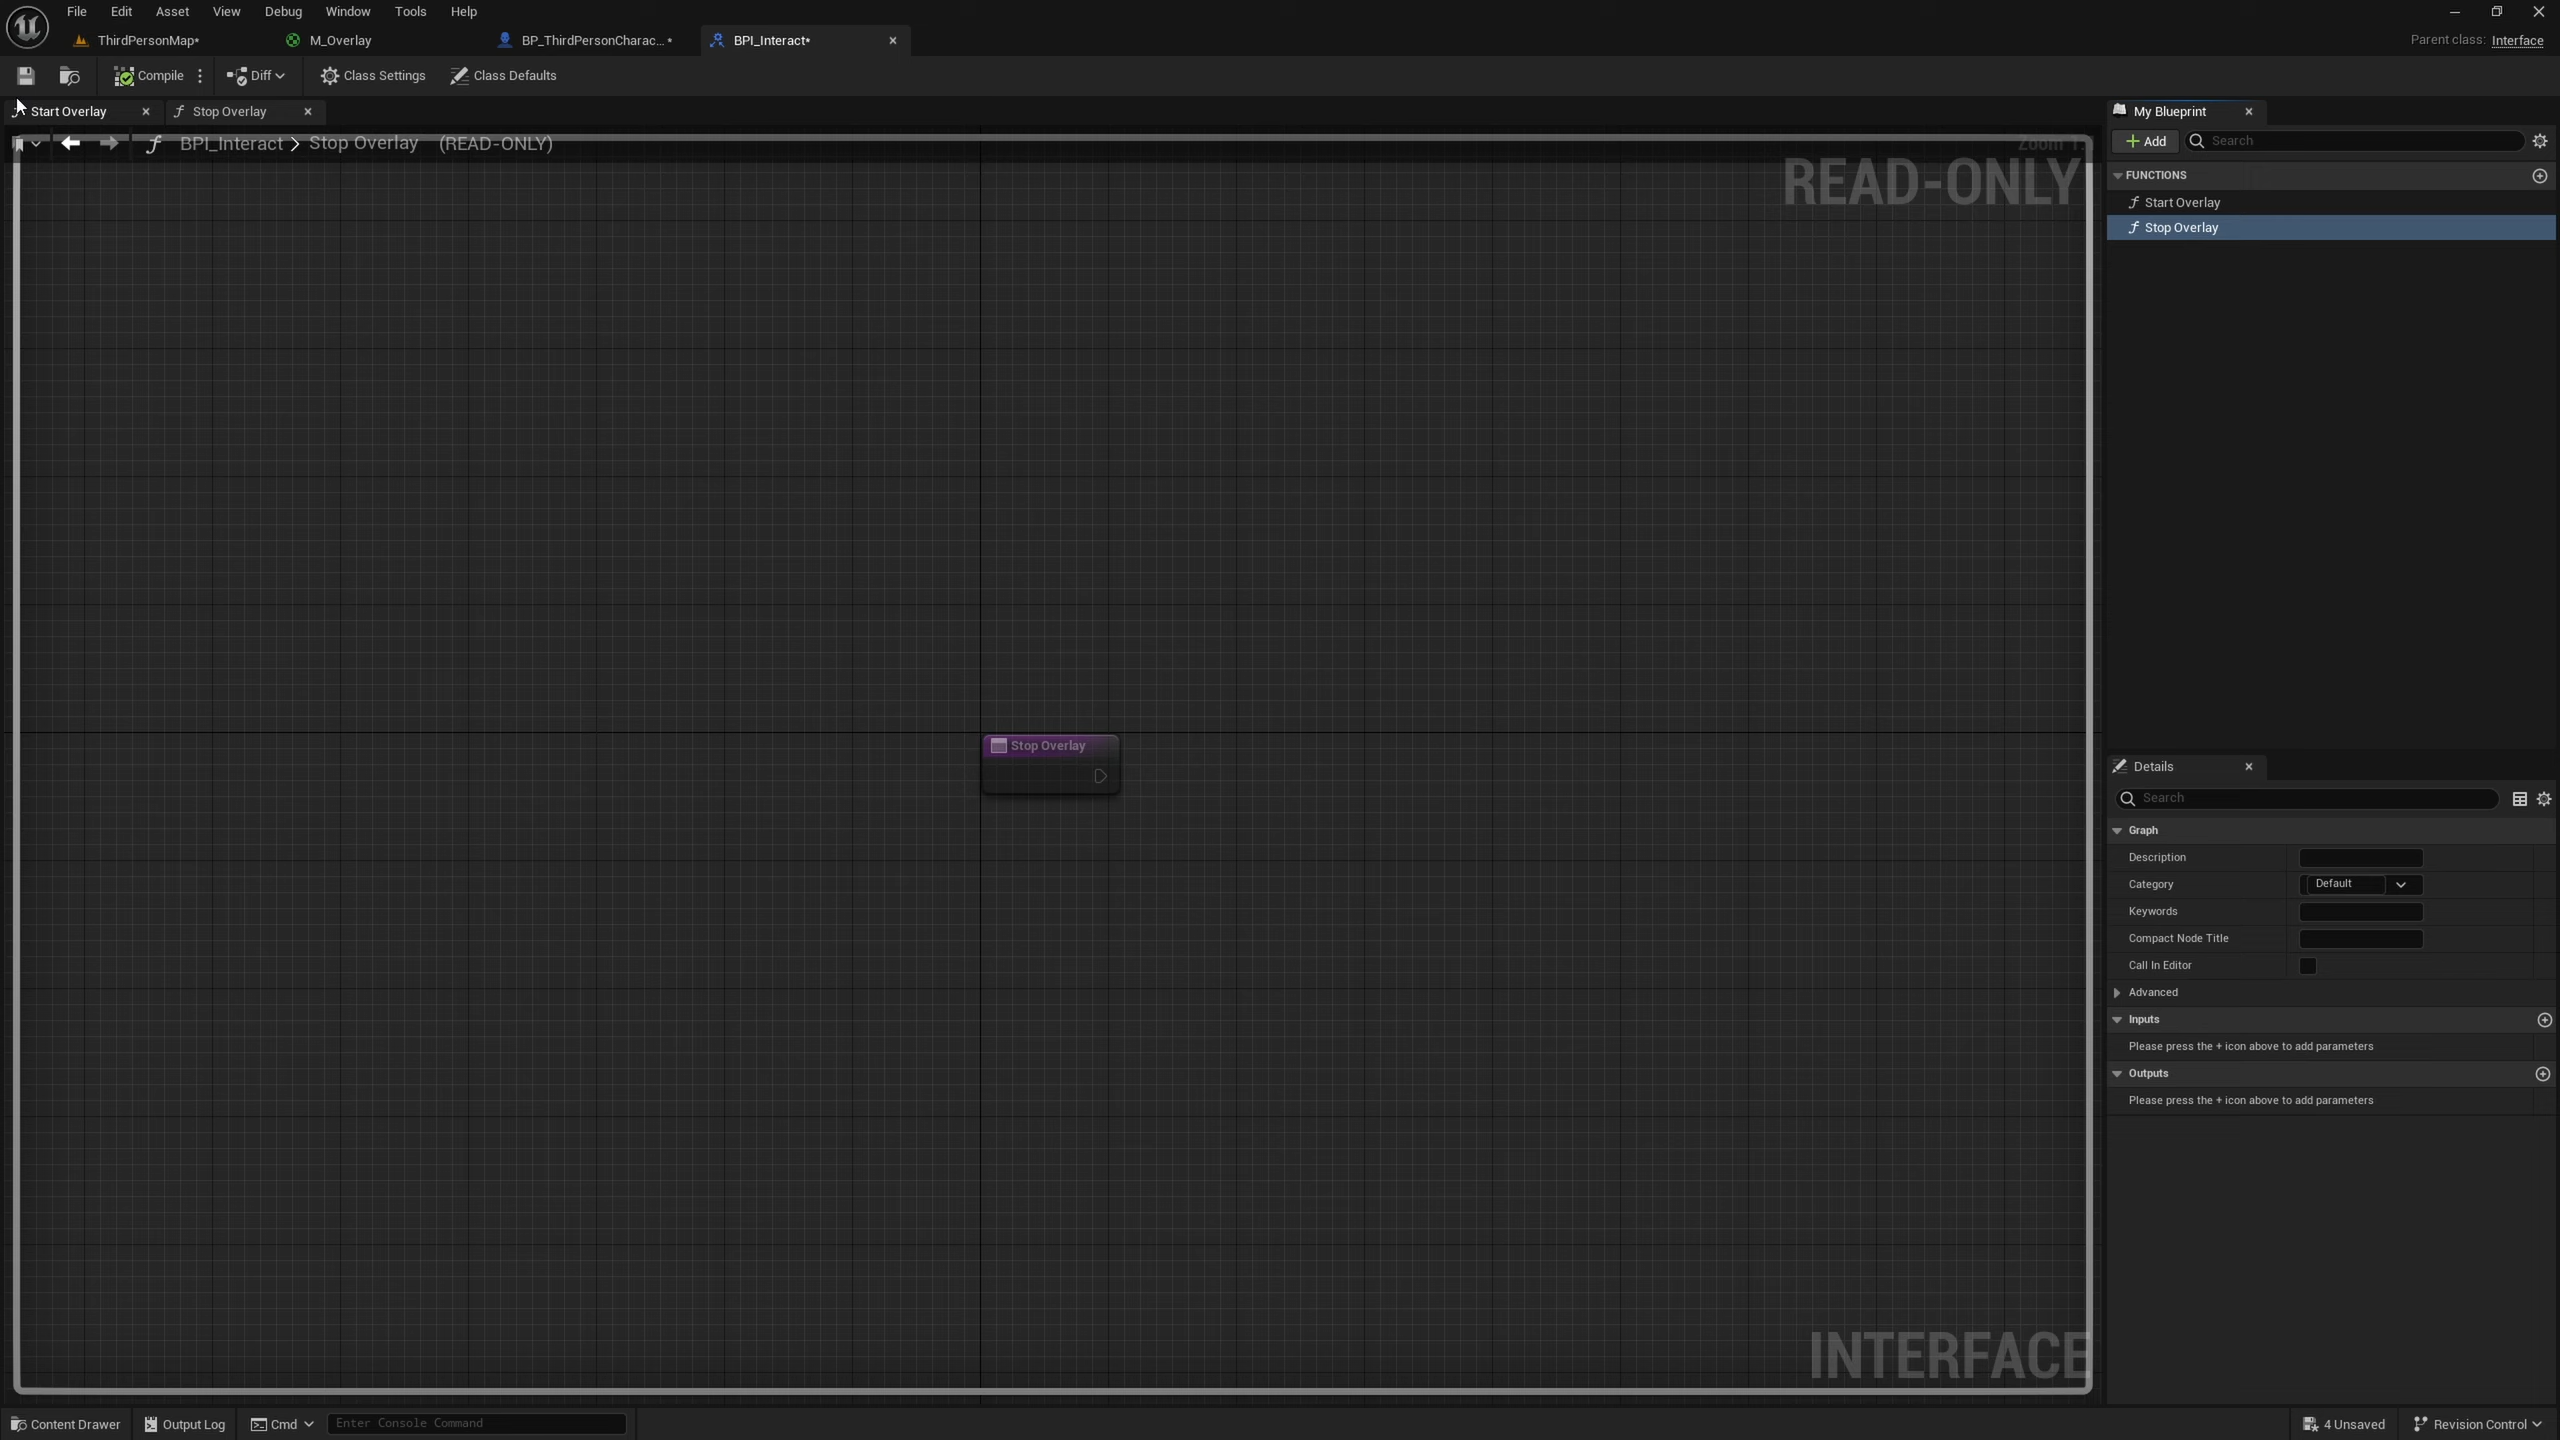 File Edit Asset View Debug Window Tools Help
ThirdPersonMap* M_Overlay BP_ThirdPersonCharac...* BPI_Interact*
Parent class: Interface
Compile Diff Class Settings Class Defaults
Start Overlay Stop Overlay
BPI_Interact > Stop Overlay (READ-ONLY)
READ-ONLY
Stop Overlay
INTERFACE
My Blueprint
Add Search
FUNCTIONS
Start Overlay
Stop Overlay
Details
Search
Graph
Description
Category Default
Keywords
Compact Node Title
Call In Editor
Advanced
Inputs
Please press the + icon above to add parameters
Outputs
Please press the + icon above to add parameters
Content Drawer Output Log Cmd Enter Console Command 4 Unsaved Revision Control